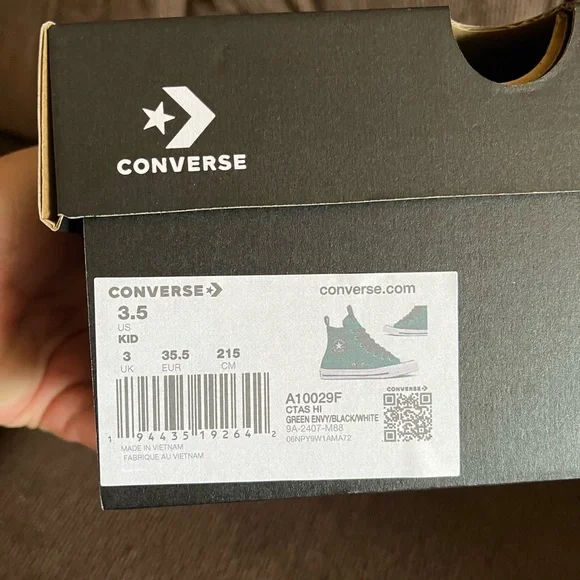 CONVERSE
CONVERSE
converse.com
3.5
US
KID
3 35.5 215
UK EUR CM
A10029F
CTAS HI
GREEN ENVY/BLACK/WHITE
9A-2407-M88
06NPY9W1AMA72
CONVERSE
1 94435 19264 2
MADE IN VIETNAM
FABRIQUE AU VIETNAM